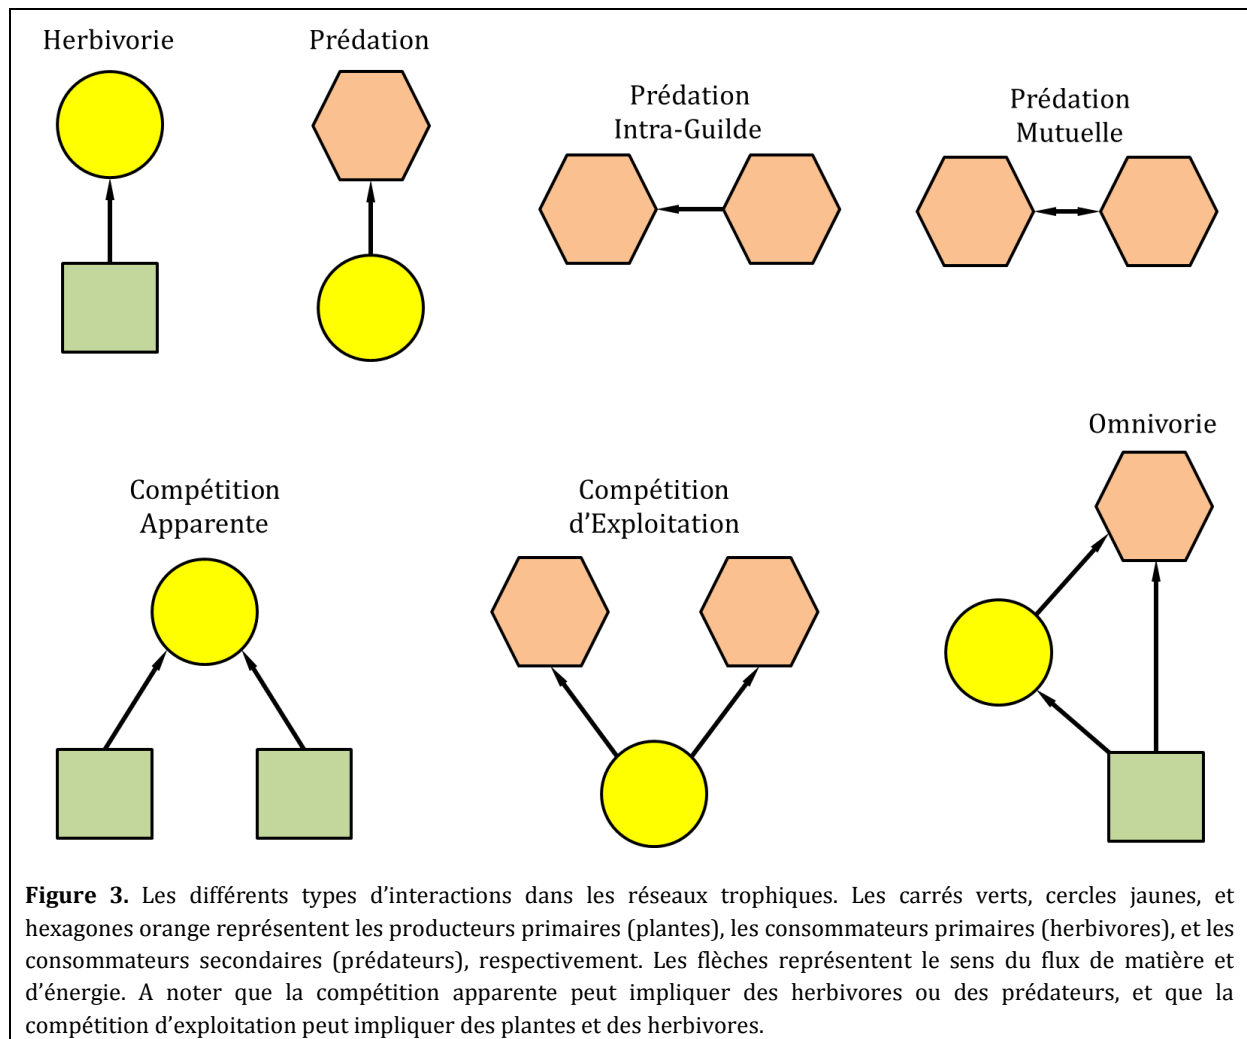 Herbivorie
Prédation
Prédation
Intra-Guilde
Prédation
Mutuelle
Omnivorie
Compétition
Apparente
Compétition
d’Exploitation
Figure 3. Les différents types d’interactions dans les réseaux trophiques. Les carrés verts, cercles jaunes, et
hexagones orange représentent les producteurs primaires (plantes), les consommateurs primaires (herbivores), et les
consommateurs secondaires (prédateurs), respectivement. Les flèches représentent le sens du flux de matière et
d’énergie. A noter que la compétition apparente peut impliquer des herbivores ou des prédateurs, et que la
compétition d’exploitation peut impliquer des plantes et des herbivores.